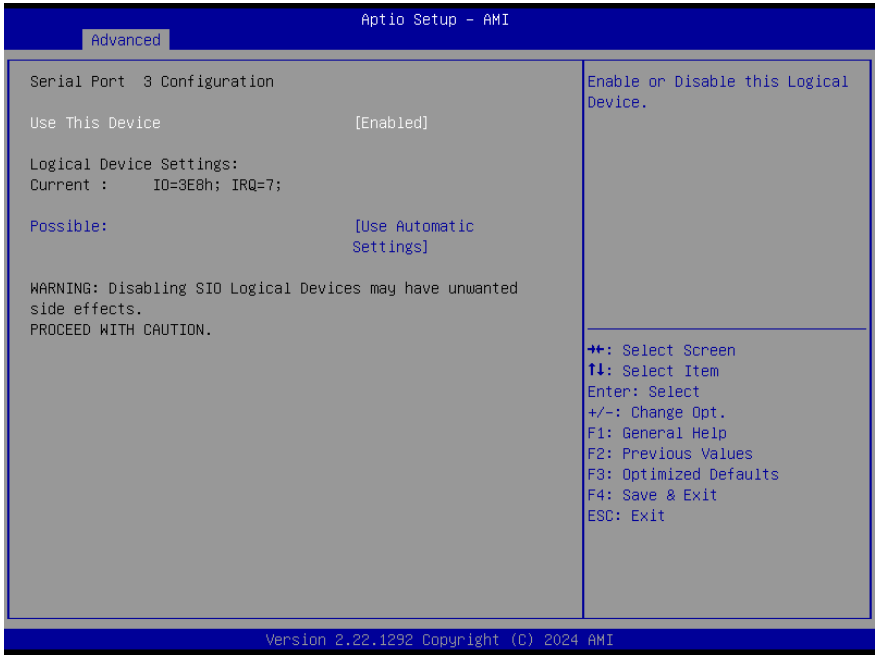 Aptio Setup – AMI
Advanced
Serial Port 3 Configuration
Use This Device [Enabled]
Logical Device Settings:
Current : IO=3E8h; IRQ=7;
Possible: [Use Automatic
Settings]
WARNING: Disabling SIO Logical Devices may have unwanted
side effects.
PROCEED WITH CAUTION.
Enable or Disable this Logical
Device.
→←: Select Screen
↑↓: Select Item
Enter: Select
+/-: Change Opt.
F1: General Help
F2: Previous Values
F3: Optimized Defaults
F4: Save & Exit
ESC: Exit
Version 2.22.1292 Copyright (C) 2024 AMI